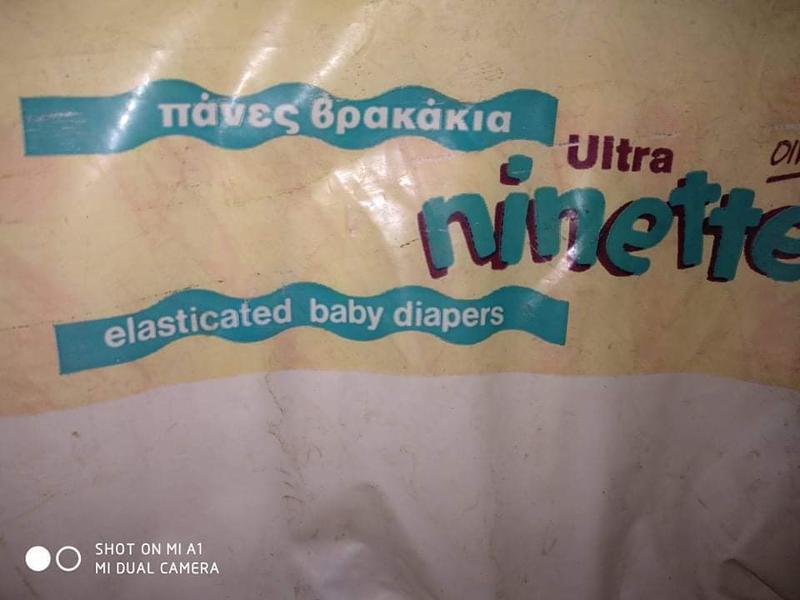 πάνες βρακάκια
Ultra
ninette
elasticated baby diapers
SHOT ON MI A1
MI DUAL CAMERA